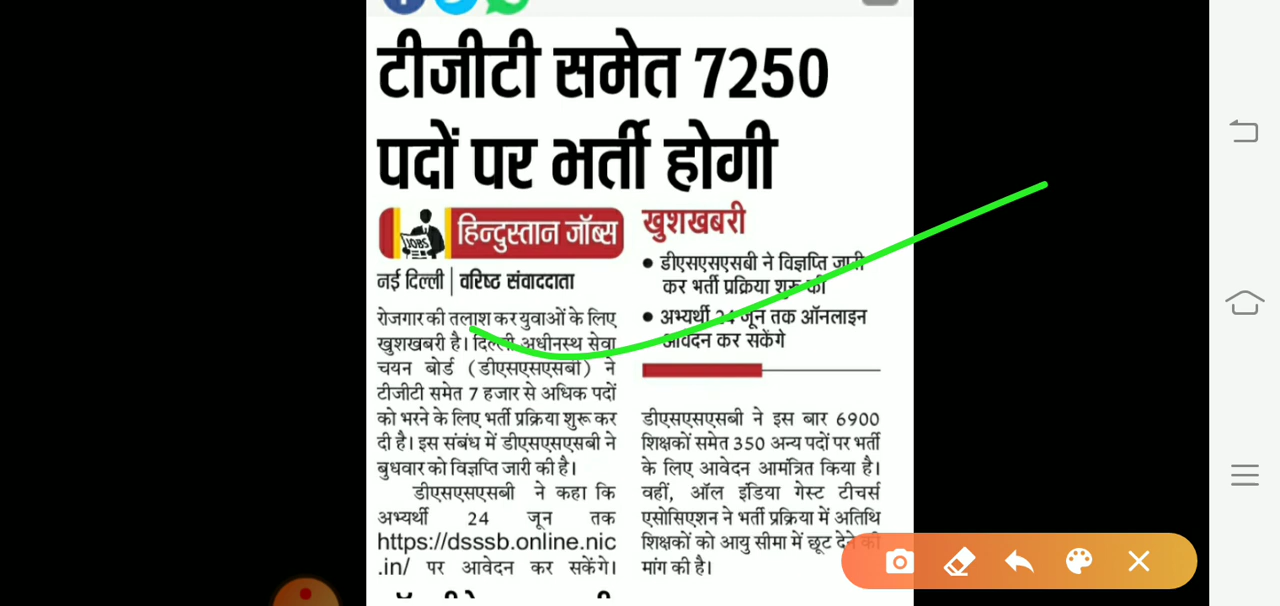 टीजीटी समेत 7250
पदों पर भर्ती होगी
JOBS
हिन्दुस्तान जॉब्स
नई दिल्ली | वरिष्ठ संवाददाता
रोजगार की तलाश कर युवाओं के लिए
खुशखबरी है। दिल्ली अधीनस्थ सेवा
चयन बोर्ड (डीएसएसएसबी) ने
टीजीटी समेत 7 हजार से अधिक पदों
को भरने के लिए भर्ती प्रक्रिया शुरू कर
दी है। इस संबंध में डीएसएसएसबी ने
बुधवार को विज्ञप्ति जारी की है।
डीएसएसएसबी ने कहा कि
अभ्यर्थी 24 जून तक
https://dsssb.online.nic
.in/ पर आवेदन कर सकेंगे।
खुशखबरी
● डीएसएसएसबी ने विज्ञप्ति जारी
कर भर्ती प्रक्रिया शुरू की
● अभ्यर्थी 24 जून तक ऑनलाइन
आवेदन कर सकेंगे
डीएसएसएसबी ने इस बार 6900
शिक्षकों समेत 350 अन्य पदों पर भर्ती
के लिए आवेदन आमंत्रित किया है।
वहीं, ऑल इंडिया गेस्ट टीचर्स
एसोसिएशन ने भर्ती प्रक्रिया में अतिथि
शिक्षकों को आयु सीमा में छूट देने की
मांग की है।